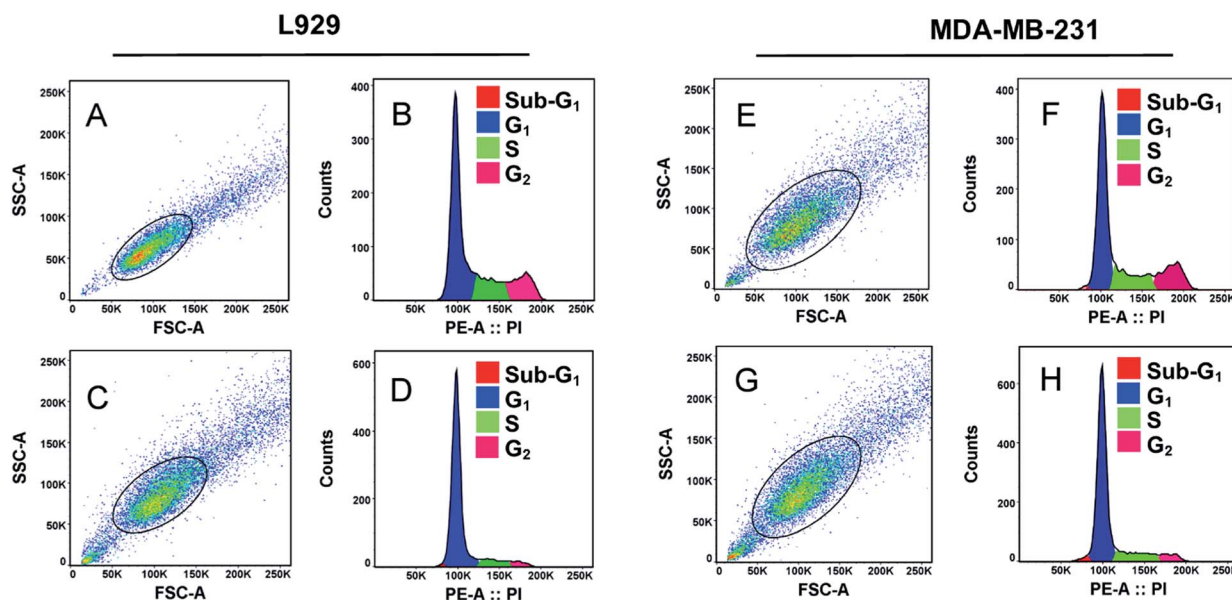 L929
MDA-MB-231
A
SSC-A
250K
200K
150K
100K
50K
0
50K 100K 150K 200K 250K
FSC-A
B
Counts
400
300
200
100
0
50K 100K 150K 200K 250K
PE-A :: PI
Sub-G₁
G₁
S
G₂
E
SSC-A
250K
200K
150K
100K
50K
0
50K 100K 150K 200K 250K
FSC-A
F
Counts
400
300
200
100
0
50K 100K 150K 200K 250K
PE-A :: PI
Sub-G₁
G₁
S
G₂
C
SSC-A
250K
200K
150K
100K
50K
0
50K 100K 150K 200K 250K
FSC-A
D
Counts
600
400
200
0
50K 100K 150K 200K 250K
PE-A :: PI
Sub-G₁
G₁
S
G₂
G
SSC-A
250K
200K
150K
100K
50K
0
50K 100K 150K 200K 250K
FSC-A
H
Counts
600
400
200
0
50K 100K 150K 200K 250K
PE-A :: PI
Sub-G₁
G₁
S
G₂